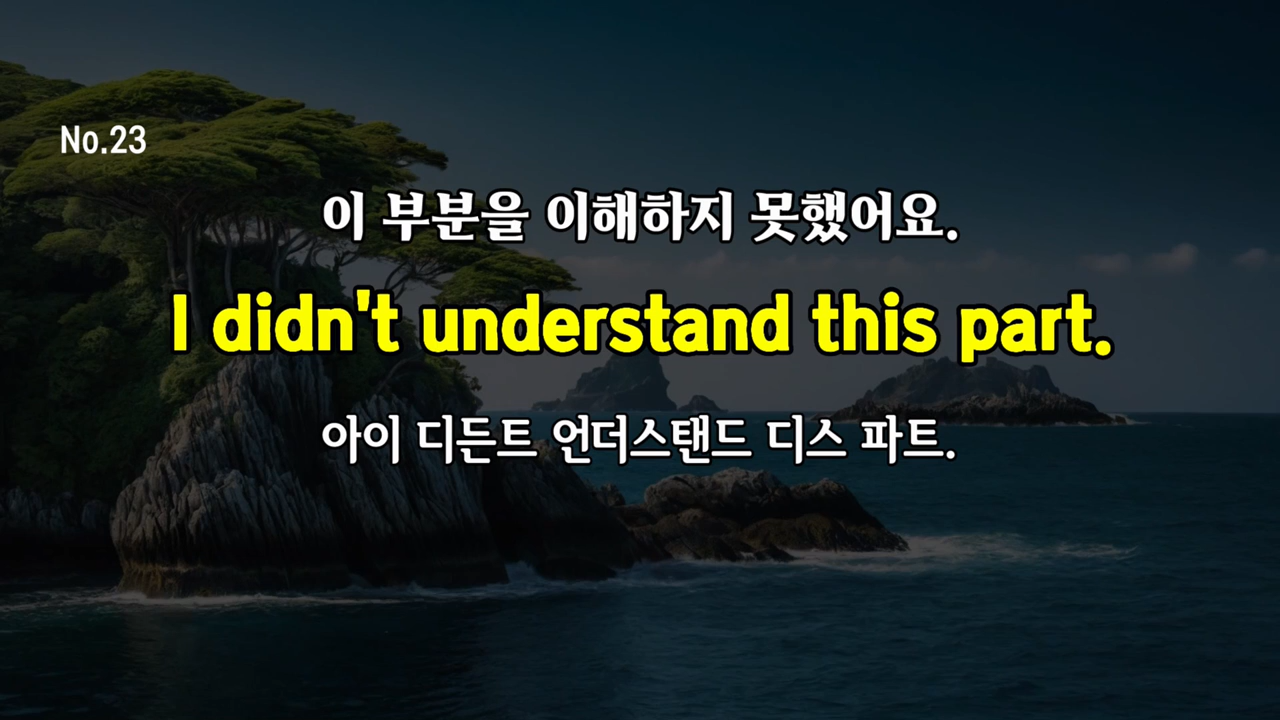 No.23
이 부분을 이해하지 못했어요.
I didn't understand this part.
아이 디든트 언더스탠드 디스 파트.